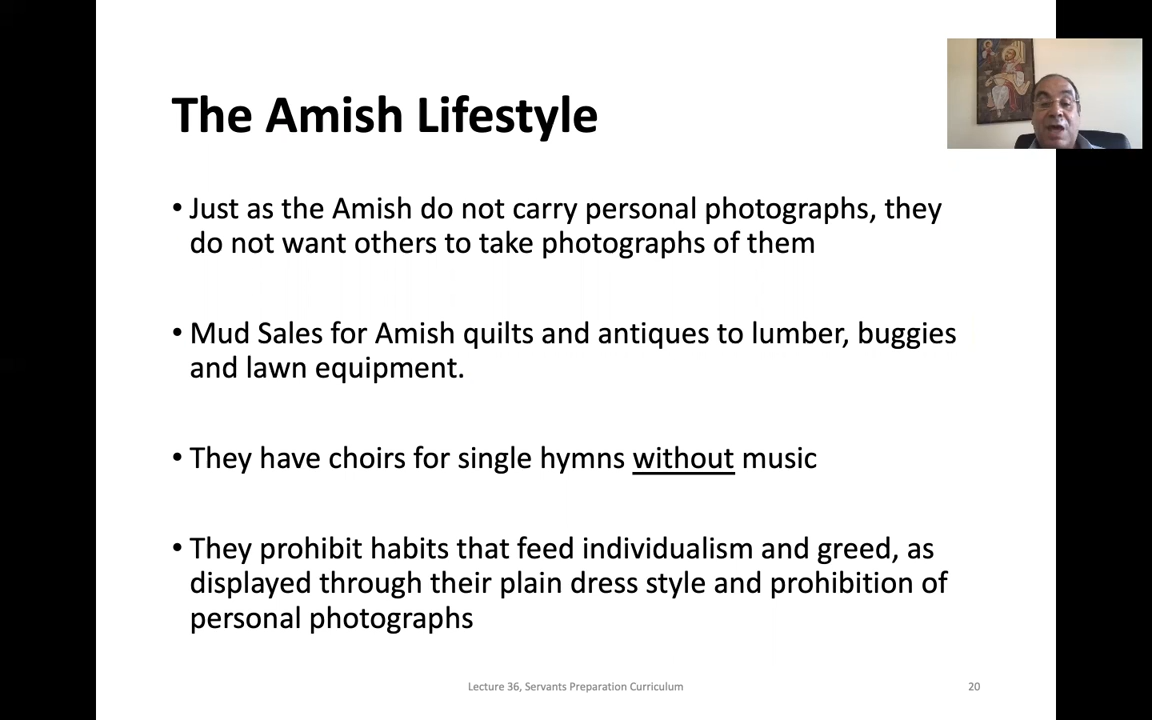 The Amish Lifestyle
• Just as the Amish do not carry personal photographs, they
do not want others to take photographs of them
• Mud Sales for Amish quilts and antiques to lumber, buggies
and lawn equipment.
• They have choirs for single hymns without music
• They prohibit habits that feed individualism and greed, as
displayed through their plain dress style and prohibition of
personal photographs
Lecture 36, Servants Preparation Curriculum
20